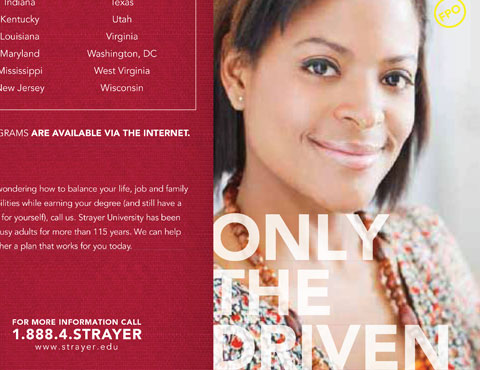 Indiana Texas
Kentucky Utah
Louisiana Virginia
Maryland Washington, DC
Mississippi West Virginia
New Jersey Wisconsin
GRAMS ARE AVAILABLE VIA THE INTERNET.
wondering how to balance your life, job and family
ilities while earning your degree (and still have a
for yourself), call us. Strayer University has been
usy adults for more than 115 years. We can help
her a plan that works for you today.
FOR MORE INFORMATION CALL
1.888.4.STRAYER
www.strayer.edu
FPO
ONLY
THE
DRIVEN